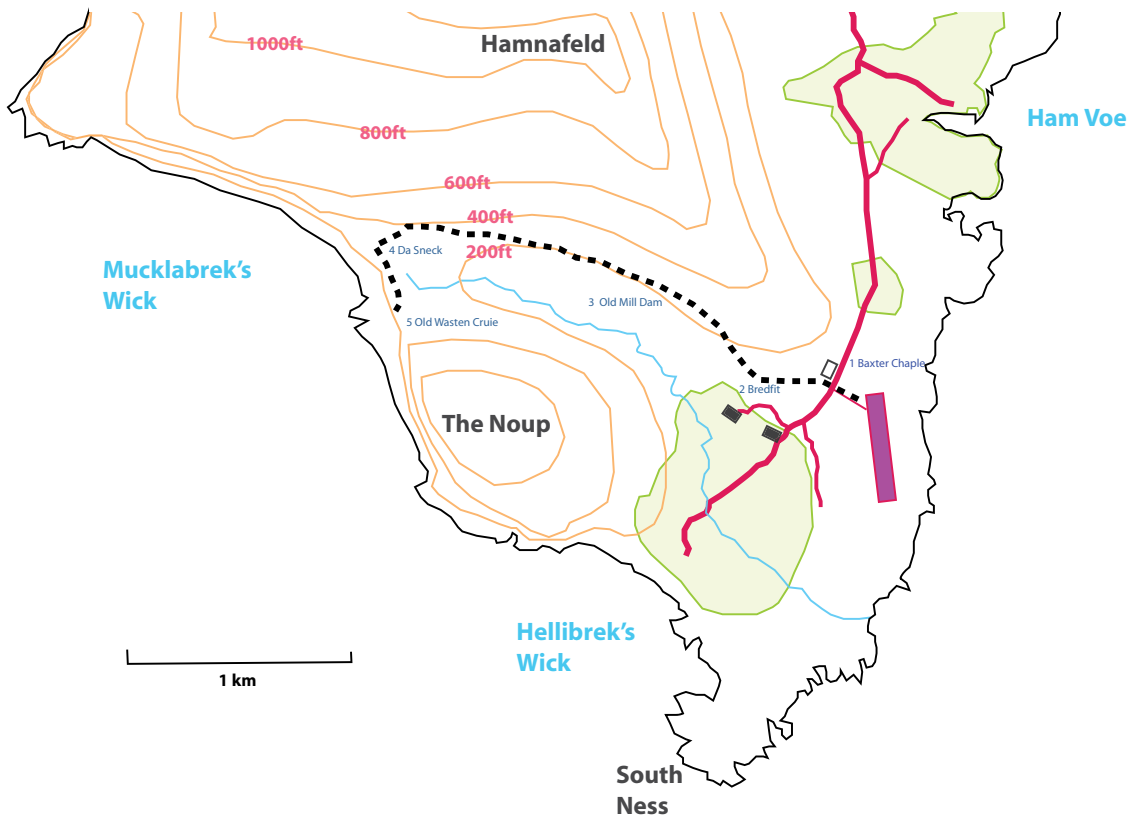 1000ft
Hamnafeld
Ham Voe
800ft
600ft
400ft
4 Da Sneck
200ft
Mucklabrek's
Wick
3 Old Mill Dam
5 Old Wasten Cruie
1 Baxter Chaple
2 Bredfit
The Noup
Hellibrek's
Wick
1 km
South
Ness